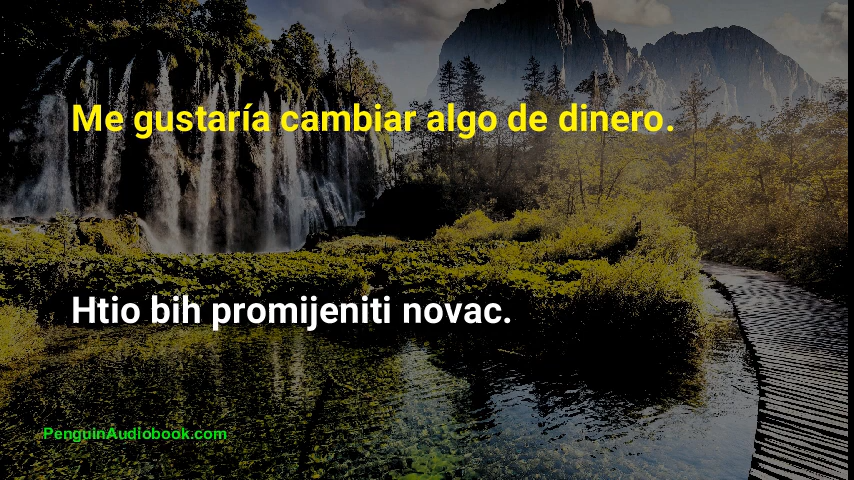 Me gustaría cambiar algo de dinero.
Htio bih promijeniti novac.
PenguinAudiobook.com